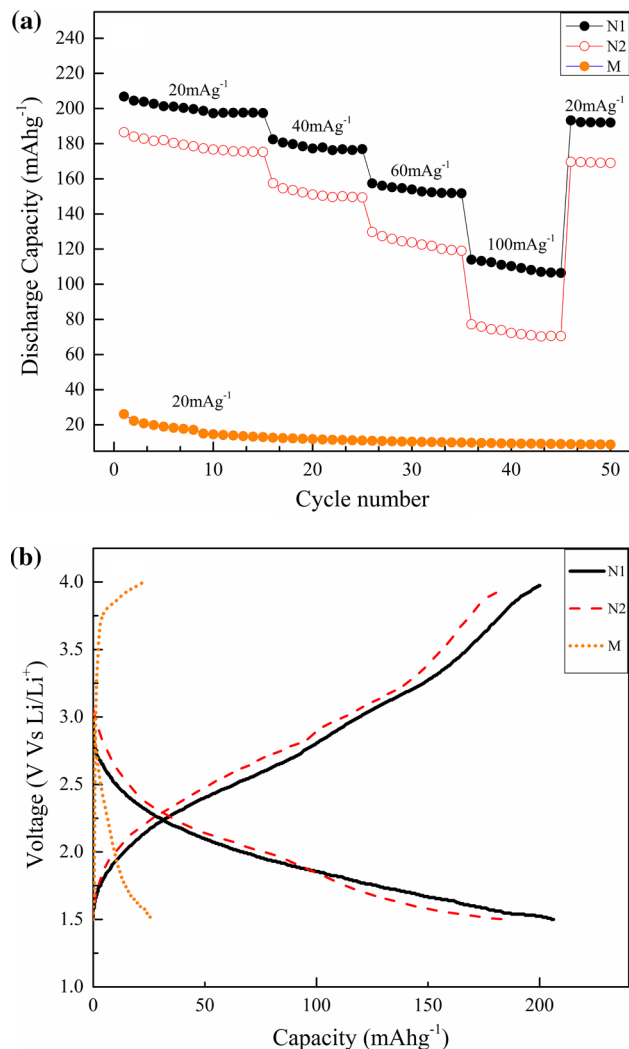 (a)
240
220
200
180
160
140
120
100
80
60
40
20
0
10
20
30
40
50
Discharge Capacity (mAhg⁻¹)
Cycle number
N1
N2
M
20mAg⁻¹
40mAg⁻¹
60mAg⁻¹
100mAg⁻¹
20mAg⁻¹
20mAg⁻¹
(b)
4.0
3.5
3.0
2.5
2.0
1.5
1.0
0
50
100
150
200
Voltage (V Vs Li/Li⁺)
Capacity (mAhg⁻¹)
N1
N2
M